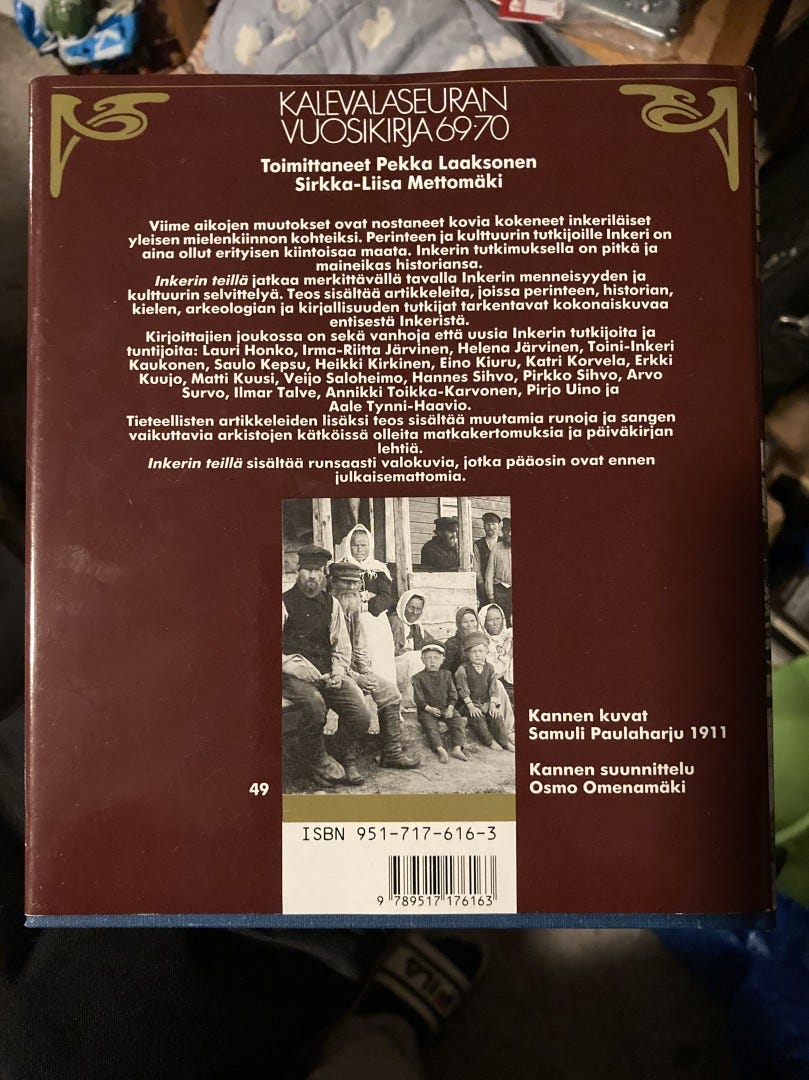 KALEVALASEURAN
VUOSIKIRJA 69-70
Toimittaneet Pekka Laaksonen
Sirkka-Liisa Mettomäki
Viime aikojen muutokset ovat nostaneet kovia kokeneet inkeriläiset
yleisen mielenkiinnon kohteiksi. Perinteen ja kulttuurin tutkijoille Inkeri on
aina ollut erityisen kiintoisaa maata. Inkerin tutkimuksella on pitkä ja
maineikas historiansa.
Inkerin teillä jatkaa merkittävällä tavalla Inkerin menneisyyden ja
kulttuurin selvittelyä. Teos sisältää artikkeleita, joissa perinteen, historian,
kielen, arkeologian ja kirjallisuuden tutkijat tarkentavat kokonaiskuvaa
entisestä Inkeristä.
Kirjoittajien joukossa on sekä vanhoja että uusia Inkerin tutkijoita ja
tuntijoita: Lauri Honko, Irma-Riitta Järvinen, Helena Järvinen, Toini-Inkeri
Kaukonen, Saulo Kepsu, Heikki Kirkinen, Eino Kiuru, Katri Korvela, Erkki
Kuujo, Matti Kuusi, Veijo Saloheimo, Hannes Sihvo, Pirkko Sihvo, Arvo
Survo, Ilmar Talve, Annikki Toikka-Karvonen, Pirjo Uino ja
Aale Tynni-Haavio.
Tieteellisten artikkeleiden lisäksi teos sisältää muutamia runoja ja sangen
vaikuttavia arkistojen kätköissä olleita matkakertomuksia ja päiväkirjan
lehtiä.
Inkerin teillä sisältää runsaasti valokuvia, jotka pääosin ovat ennen
julkaisemattomia.
Kannen kuvat
Samuli Paulaharju 1911
Kannen suunnittelu
Osmo Omenamäki
49
ISBN 951-717-616-3
9 789517 176163
FILA